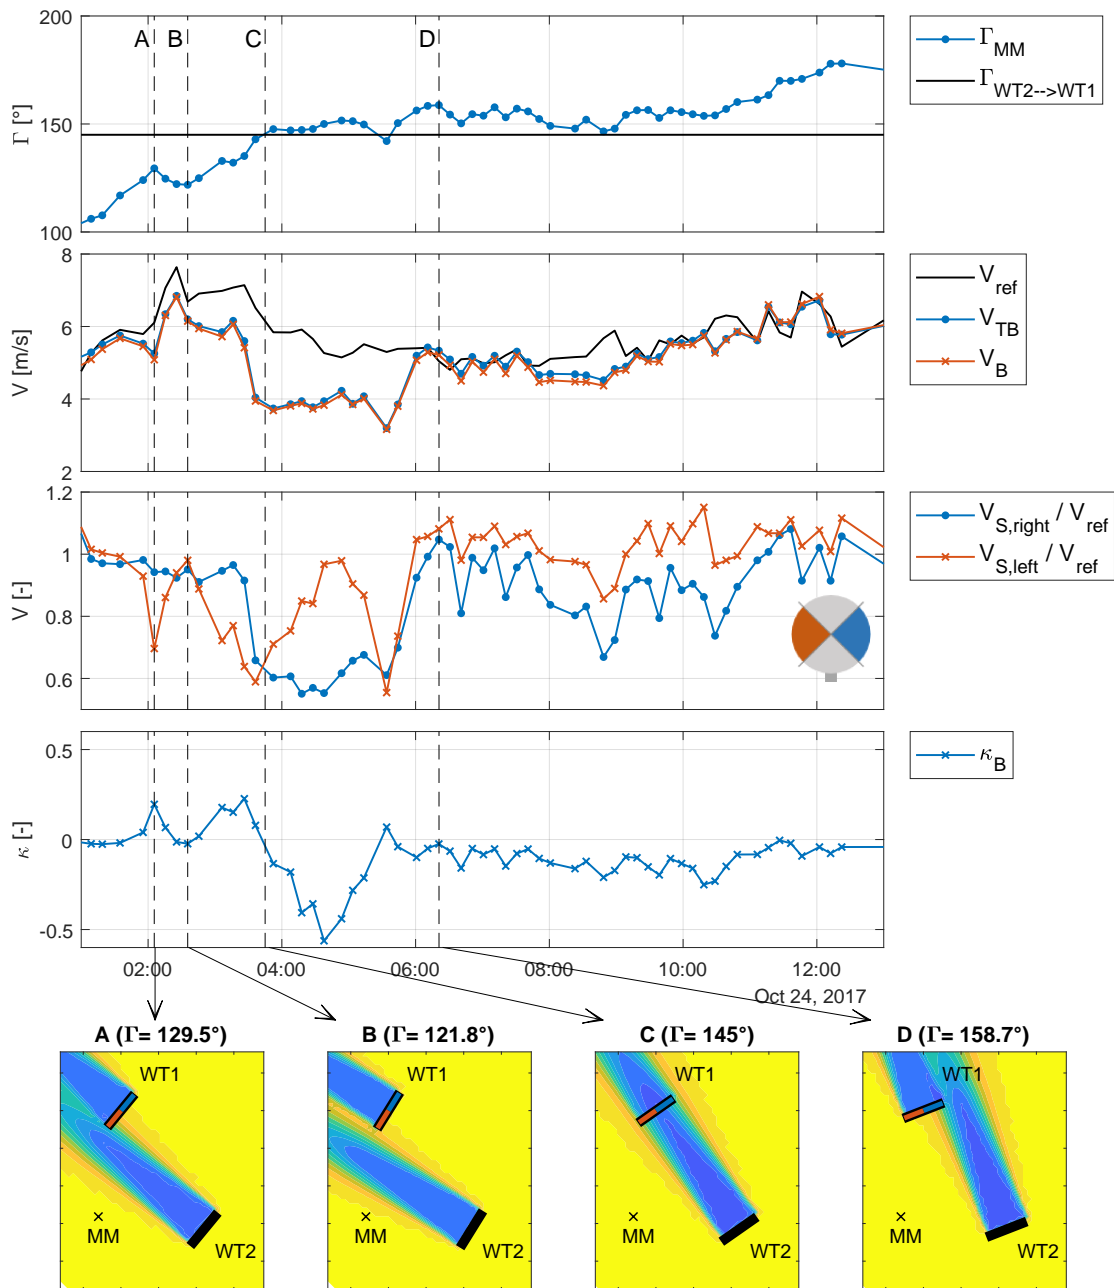 200
A B C D
Γ_MM
Γ_WT2-->WT1
Γ [°]
150
100
8
6
4
2
V [m/s]
V_ref
V_TB
V_B
1.2
1
0.8
0.6
V [-]
V_S,right / V_ref
V_S,left / V_ref
0.5
0
-0.5
κ [-]
κ_B
02:00 04:00 06:00 08:00 10:00 12:00
Oct 24, 2017
A (Γ= 129.5°) B (Γ= 121.8°) C (Γ= 145°) D (Γ= 158.7°)
WT1 WT1 WT1 WT1
MM MM MM MM
WT2 WT2 WT2 WT2